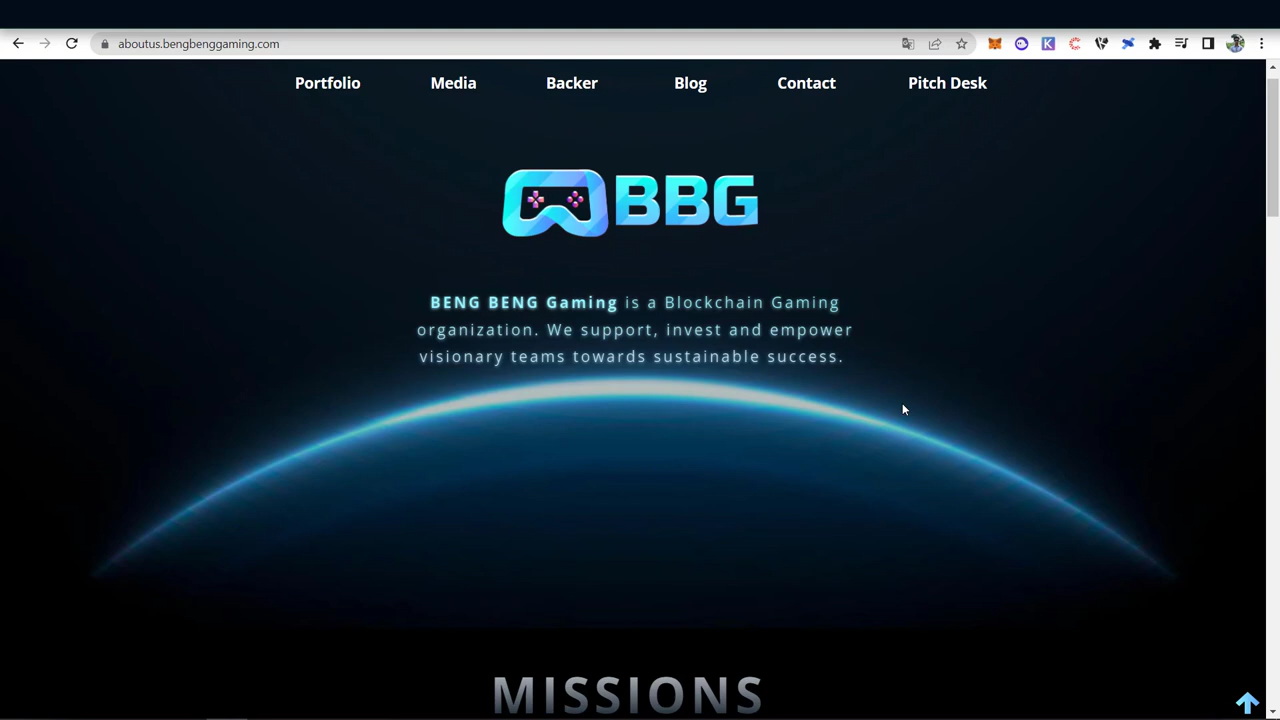 aboutus.bengbenggaming.com
Portfolio Media Backer Blog Contact Pitch Desk
BBG
BENG BENG Gaming is a Blockchain Gaming
organization. We support, invest and empower
visionary teams towards sustainable success.
MISSIONS